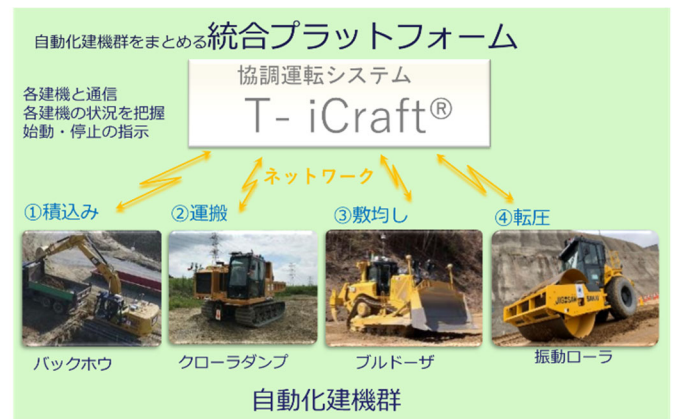 自動化建機群をまとめる統合プラットフォーム
協調運転システム
T- iCraft®
各建機と通信
各建機の状況を把握
始動・停止の指示
ネットワーク
①積込み
②運搬
③敷均し
④転圧
バックホウ
クローラダンプ
ブルドーザ
振動ローラ
自動化建機群